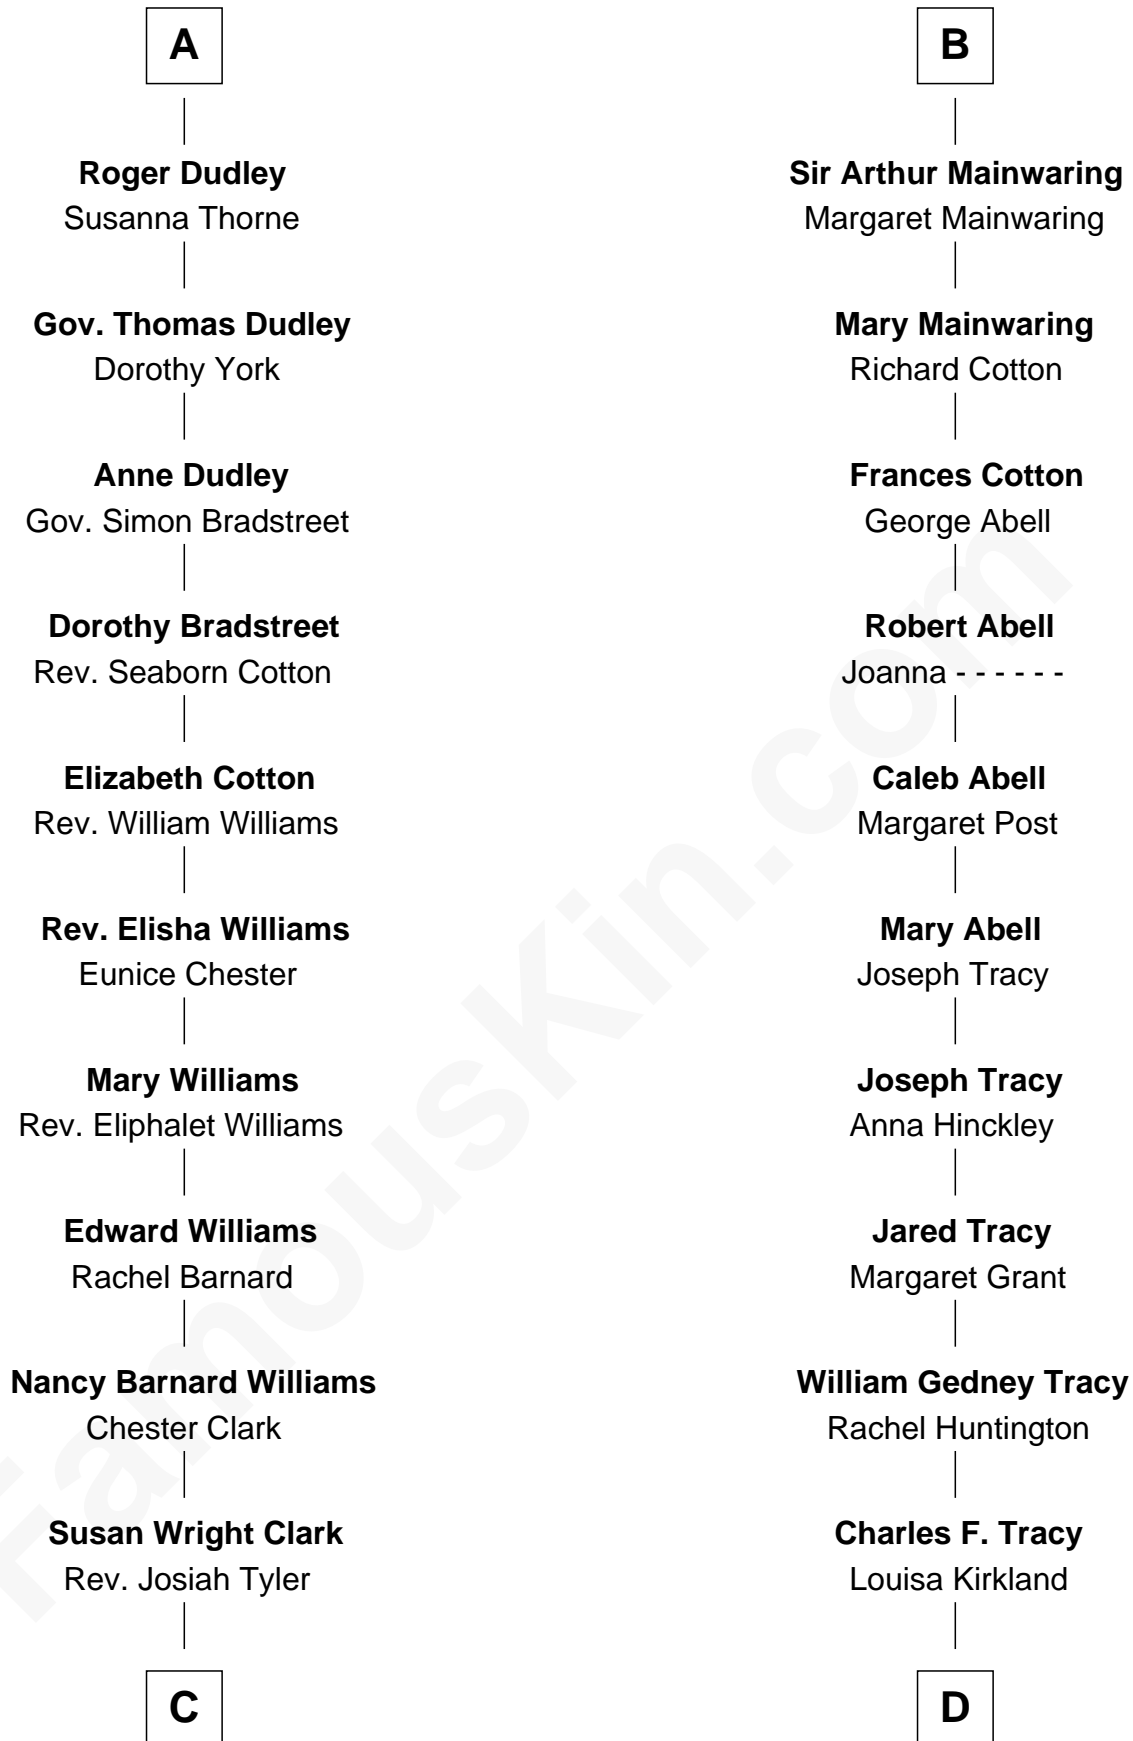 A
Roger Dudley
Susanna Thorne
Gov. Thomas Dudley
Dorothy York
Anne Dudley
Gov. Simon Bradstreet
Dorothy Bradstreet
Rev. Seaborn Cotton
Elizabeth Cotton
Rev. William Williams
Rev. Elisha Williams
Eunice Chester
Mary Williams
Rev. Eliphalet Williams
Edward Williams
Rachel Barnard
Nancy Barnard Williams
Chester Clark
Susan Wright Clark
Rev. Josiah Tyler
C
B
Sir Arthur Mainwaring
Margaret Mainwaring
Mary Mainwaring
Richard Cotton
Frances Cotton
George Abell
Robert Abell
Joanna - - - - - -
Caleb Abell
Margaret Post
Mary Abell
Joseph Tracy
Joseph Tracy
Anna Hinckley
Jared Tracy
Margaret Grant
William Gedney Tracy
Rachel Huntington
Charles F. Tracy
Louisa Kirkland
D
FamousKin.com